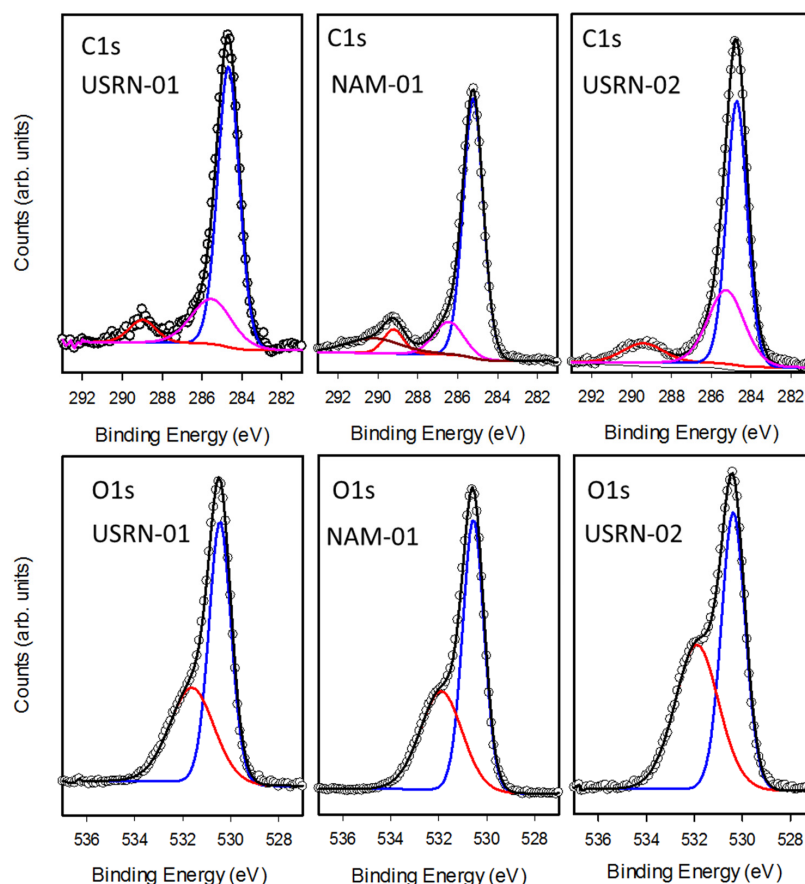 C1s
USRN-01
C1s
NAM-01
C1s
USRN-02
Counts (arb. units)
292 290 288 286 284 282
292 290 288 286 284 282
292 290 288 286 284 282
Binding Energy (eV)
Binding Energy (eV)
Binding Energy (eV)
O1s
USRN-01
O1s
NAM-01
O1s
USRN-02
Counts (arb. units)
536 534 532 530 528
536 534 532 530 528
536 534 532 530 528
Binding Energy (eV)
Binding Energy (eV)
Binding Energy (eV)